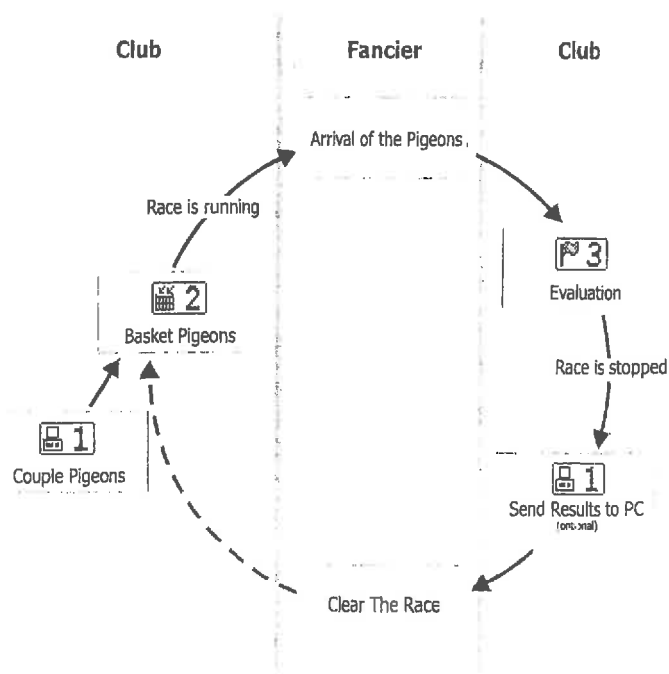 Club
Fancier
Club
Arrival of the Pigeons
Race is running
3
Evaluation
2
Basket Pigeons
Race is stopped
1
Couple Pigeons
1
Send Results to PC
(optional)
Clear The Race